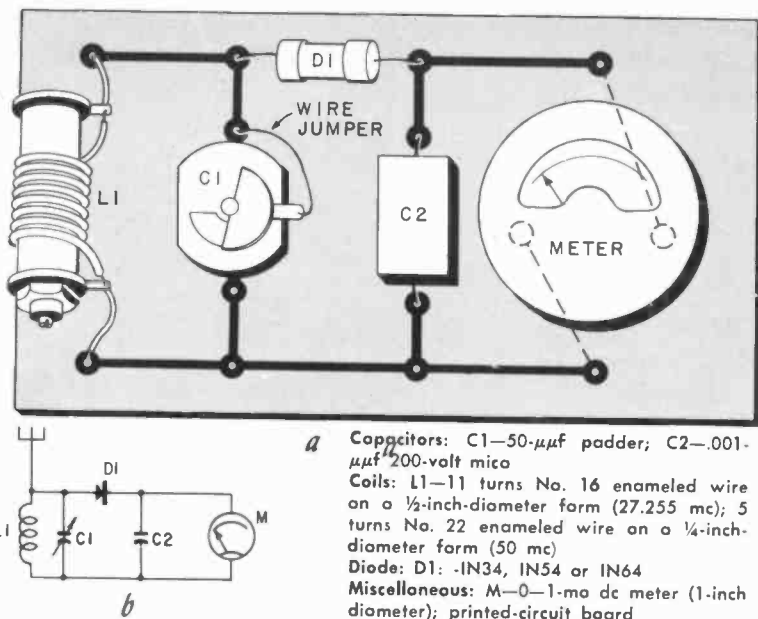 D1
WIRE
JUMPER
C1
L1
C2
METER
a
Capacitors: C1—50-μμf padder; C2—.001-
μμf 200-volt mica
Coils: L1—11 turns No. 16 enameled wire
on a ½-inch-diameter form (27.255 mc); 5
turns No. 22 enameled wire on a ¼-inch-
diameter form (50 mc)
Diode: D1: -IN34, IN54 or IN64
Miscellaneous: M—0—1-ma dc meter (1-inch
diameter); printed-circuit board
D1
L1
C1
C2
M
b